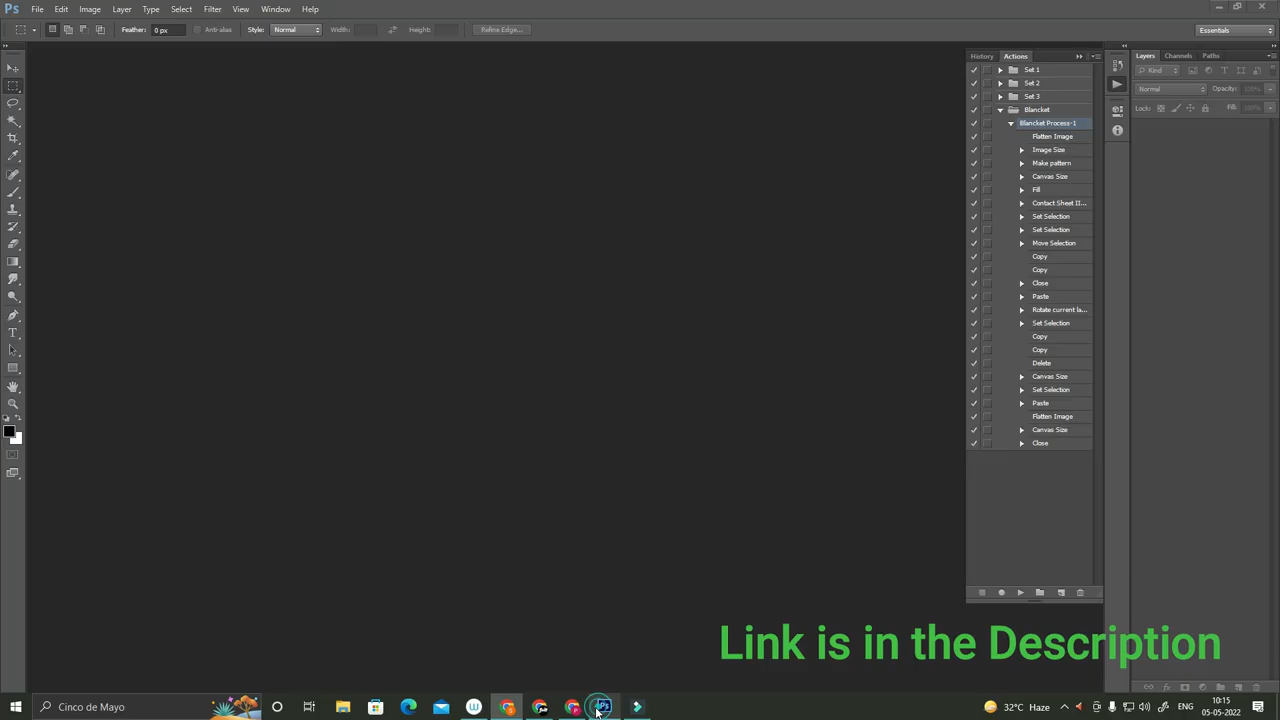 Ps File Edit Image Layer Type Select Filter View Window Help
Feather: 0 px Anti-alias Style: Normal Width: Height: Refine Edge... Essentials
History Actions
Set 1
Set 2
Set 3
Blancket
Blancket Process-1
Flatten Image
Image Size
Make pattern
Canvas Size
Fill
Contact Sheet II...
Set Selection
Set Selection
Move Selection
Copy
Copy
Close
Paste
Rotate current la...
Set Selection
Copy
Copy
Delete
Canvas Size
Set Selection
Paste
Flatten Image
Canvas Size
Close
Layers Channels Paths
Kind
Normal Opacity: 100%
Lock: Fill: 100%
Link is in the Description
Cinco de Mayo
32°C Haze
ENG
10:15
05-05-2022